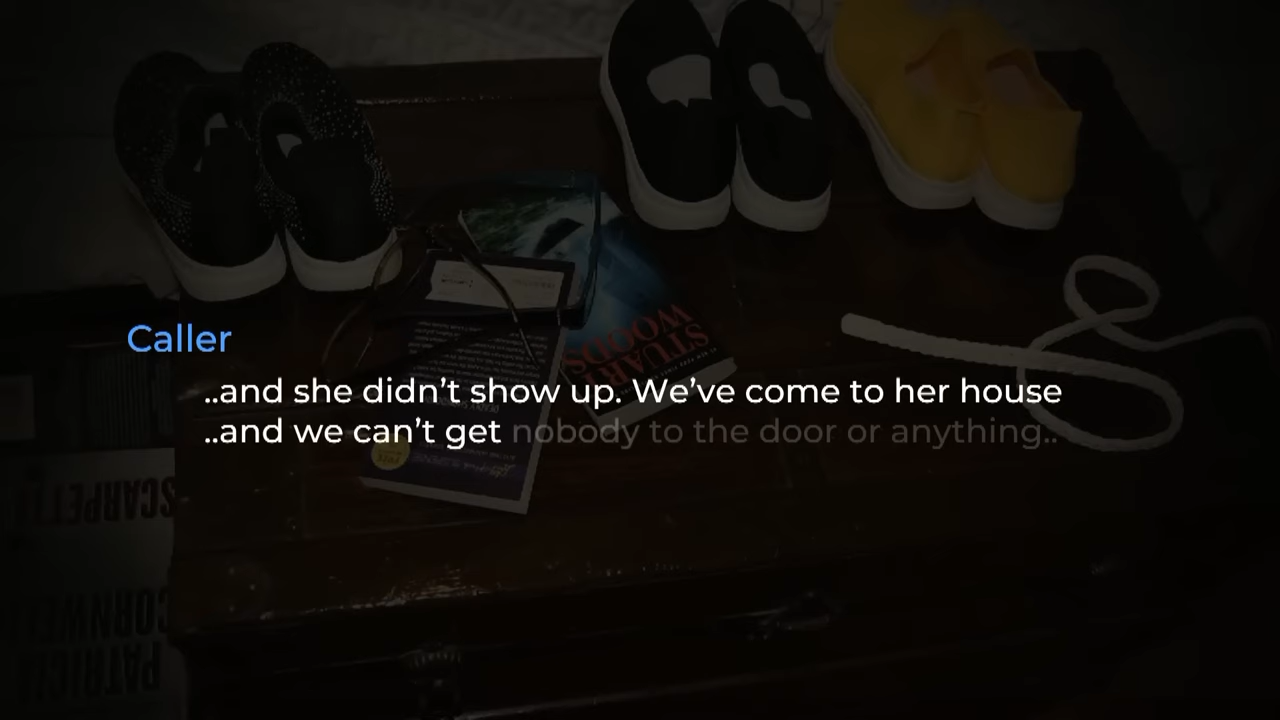 Caller
..and she didn’t show up. We’ve come to her house
..and we can’t get nobody to the door or anything..
STUART
WOODS
SCARPETT
CORNWELL
PATRICIA